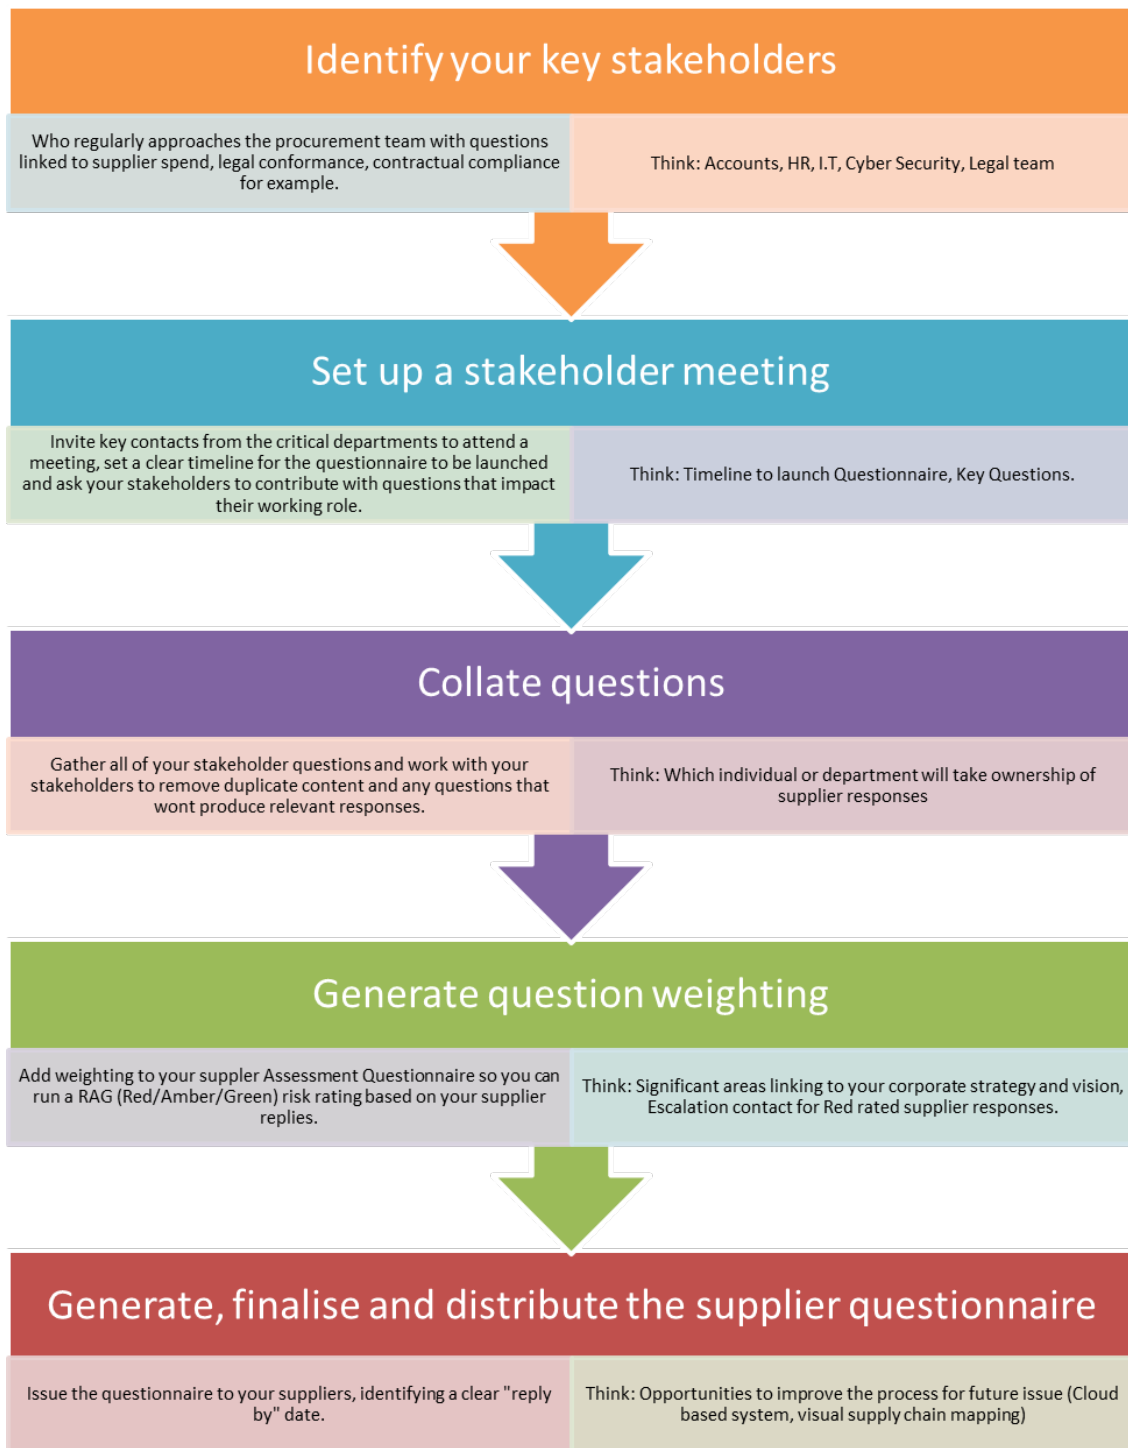 Identify your key stakeholders
Who regularly approaches the procurement team with questions
linked to supplier spend, legal conformance, contractual compliance
for example.
Think: Accounts, HR, I.T, Cyber Security, Legal team
Set up a stakeholder meeting
Invite key contacts from the critical departments to attend a
meeting, set a clear timeline for the questionnaire to be launched
and ask your stakeholders to contribute with questions that impact
their working role.
Think: Timeline to launch Questionnaire, Key Questions.
Collate questions
Gather all of your stakeholder questions and work with your
stakeholders to remove duplicate content and any questions that
wont produce relevant responses.
Think: Which individual or department will take ownership of
supplier responses
Generate question weighting
Add weighting to your suppler Assessment Questionnaire so you can
run a RAG (Red/Amber/Green) risk rating based on your supplier
replies.
Think: Significant areas linking to your corporate strategy and vision,
Escalation contact for Red rated supplier responses.
Generate, finalise and distribute the supplier questionnaire
Issue the questionnaire to your suppliers, identifying a clear "reply
by" date.
Think: Opportunities to improve the process for future issue (Cloud
based system, visual supply chain mapping)